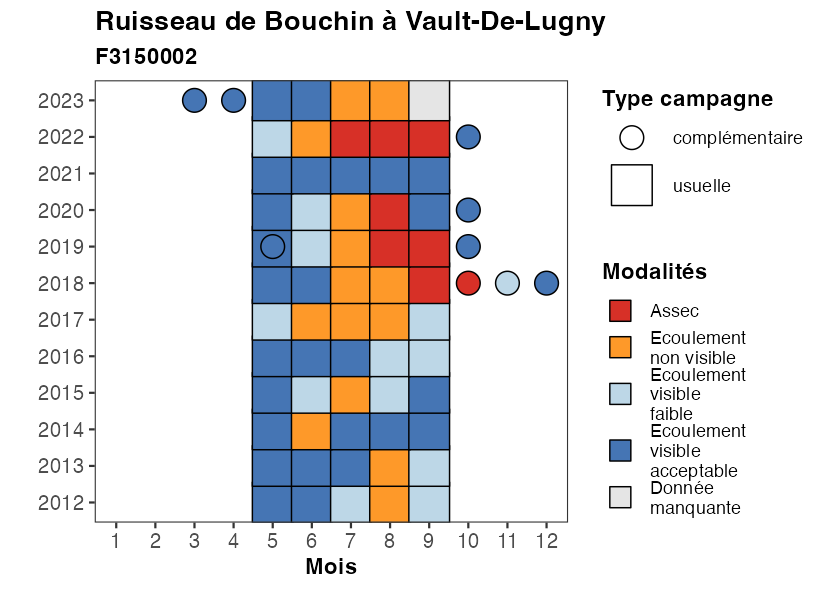 Ruisseau de Bouchin à Vault-De-Lugny
F3150002
2023
2022
2021
2020
2019
2018
2017
2016
2015
2014
2013
2012
1 2 3 4 5 6 7 8 9 10 11 12
Mois
Type campagne
complémentaire
usuelle
Modalités
Assec
Ecoulement
non visible
Ecoulement
visible
faible
Ecoulement
visible
acceptable
Donnée
manquante